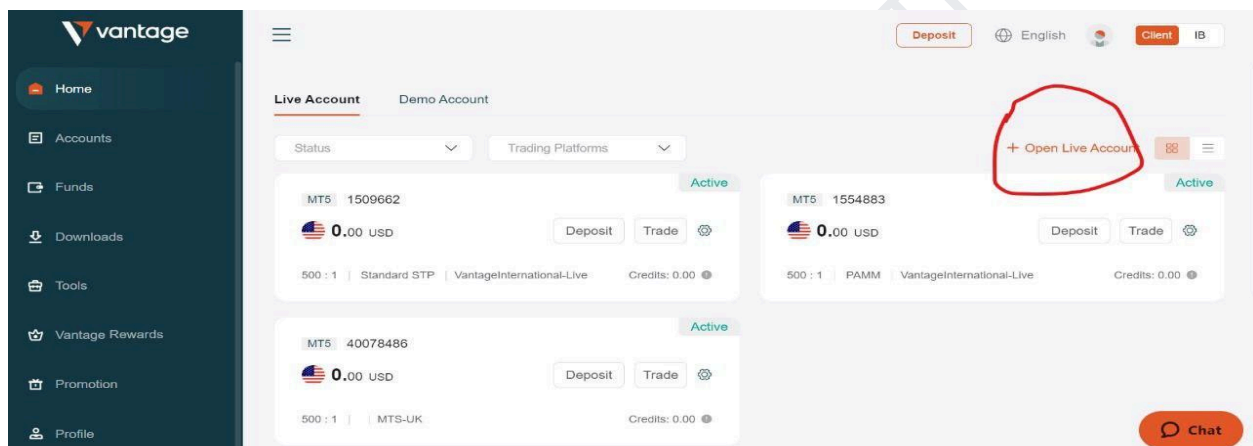 vantage
Deposit English Client IB
Home
Live Account Demo Account
Accounts
Status Trading Platforms + Open Live Account
Funds
Active
MT5 1509662
0.00 USD Deposit Trade
500 : 1 Standard STP VantageInternational-Live Credits: 0.00
Active
MT5 1554883
0.00 USD Deposit Trade
500 : 1 PAMM VantageInternational-Live Credits: 0.00
Downloads
Tools
Vantage Rewards
Active
MT5 40078486
0.00 USD Deposit Trade
500 : 1 MTS-UK Credits: 0.00
Promotion
Profile
Chat